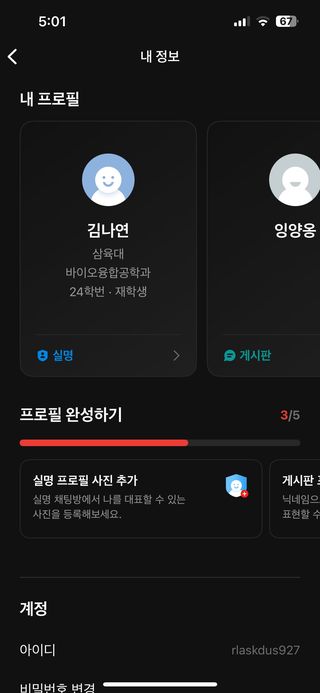 5:01
67
내 정보
내 프로필
김나연
삼육대
바이오융합공학과
24학번 · 재학생
실명
잉양옹
게시판
프로필 완성하기
3/5
실명 프로필 사진 추가
실명 채팅방에서 나를 대표할 수 있는
사진을 등록해보세요.
게시판 프
닉네임으
표현할 수
계정
아이디
rlaskdus927
비밀번호 변경